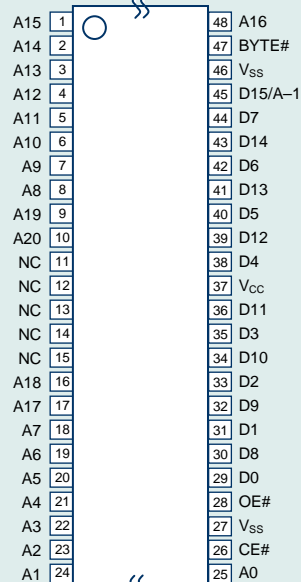 A15 1 48 A16
A14 2 47 BYTE#
A13 3 46 VSS
A12 4 45 D15/A–1
A11 5 44 D7
A10 6 43 D14
A9 7 42 D6
A8 8 41 D13
A19 9 40 D5
A20 10 39 D12
NC 11 38 D4
NC 12 37 VCC
NC 13 36 D11
NC 14 35 D3
NC 15 34 D10
A18 16 33 D2
A17 17 32 D9
A7 18 31 D1
A6 19 30 D8
A5 20 29 D0
A4 21 28 OE#
A3 22 27 VSS
A2 23 26 CE#
A1 24 25 A0